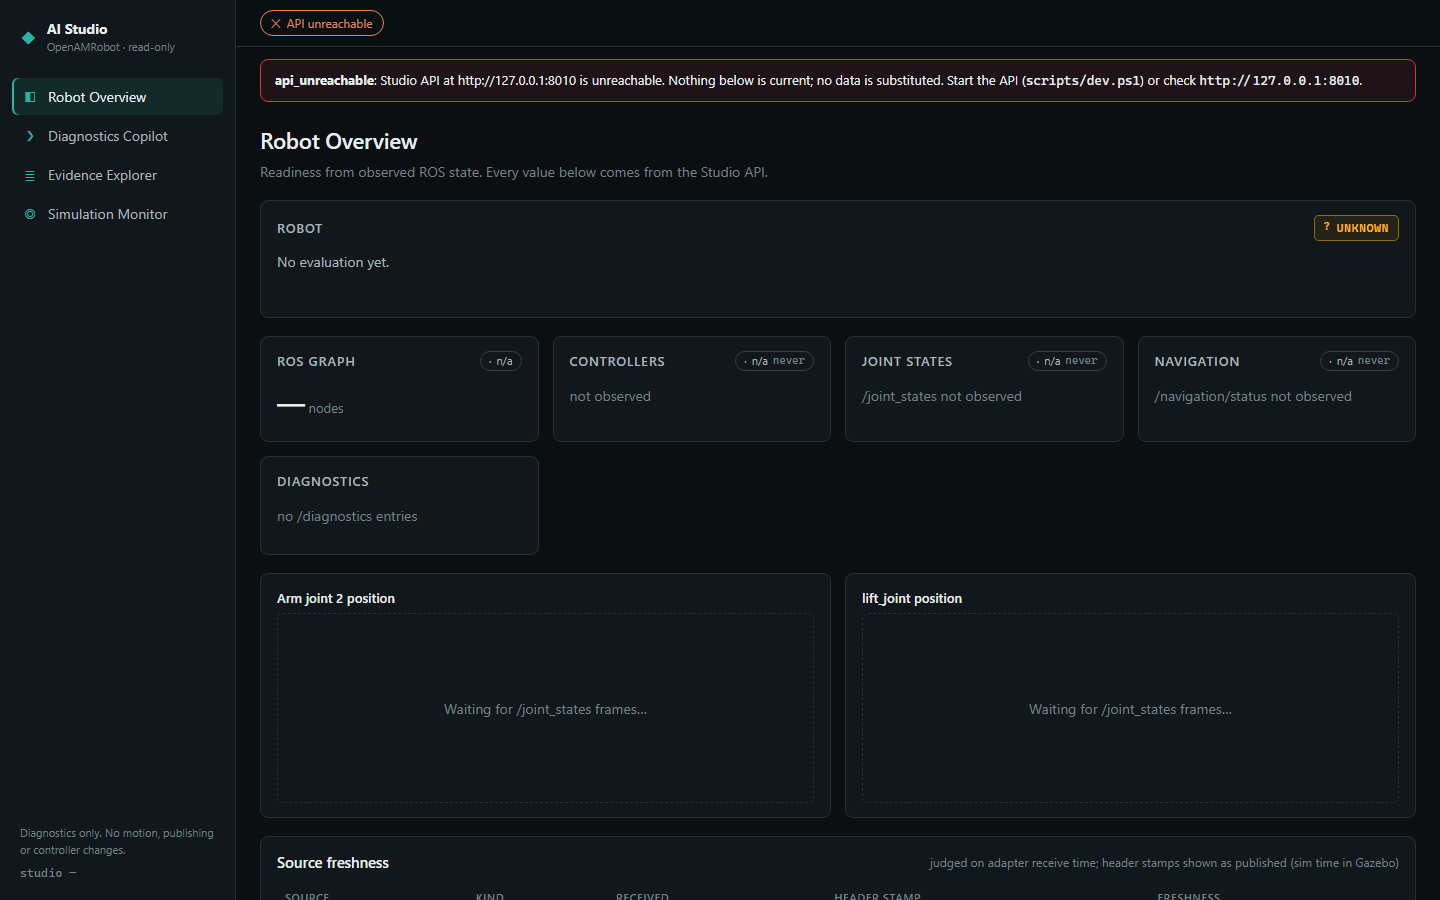 AI Studio
OpenAMRobot · read-only
Robot Overview
Diagnostics Copilot
Evidence Explorer
Simulation Monitor
Diagnostics only. No motion, publishing
or controller changes.
studio —
API unreachable
api_unreachable: Studio API at http://127.0.0.1:8010 is unreachable. Nothing below is current; no data is substituted. Start the API (scripts/dev.ps1) or check http://127.0.0.1:8010.
Robot Overview
Readiness from observed ROS state. Every value below comes from the Studio API.
ROBOT
? UNKNOWN
No evaluation yet.
ROS GRAPH
· n/a
— nodes
CONTROLLERS
· n/a never
not observed
JOINT STATES
· n/a never
/joint_states not observed
NAVIGATION
· n/a never
/navigation/status not observed
DIAGNOSTICS
no /diagnostics entries
Arm joint 2 position
Waiting for /joint_states frames...
lift_joint position
Waiting for /joint_states frames...
Source freshness
judged on adapter receive time; header stamps shown as published (sim time in Gazebo)
SOURCE KIND RECEIVED HEADER STAMP FRESHNESS